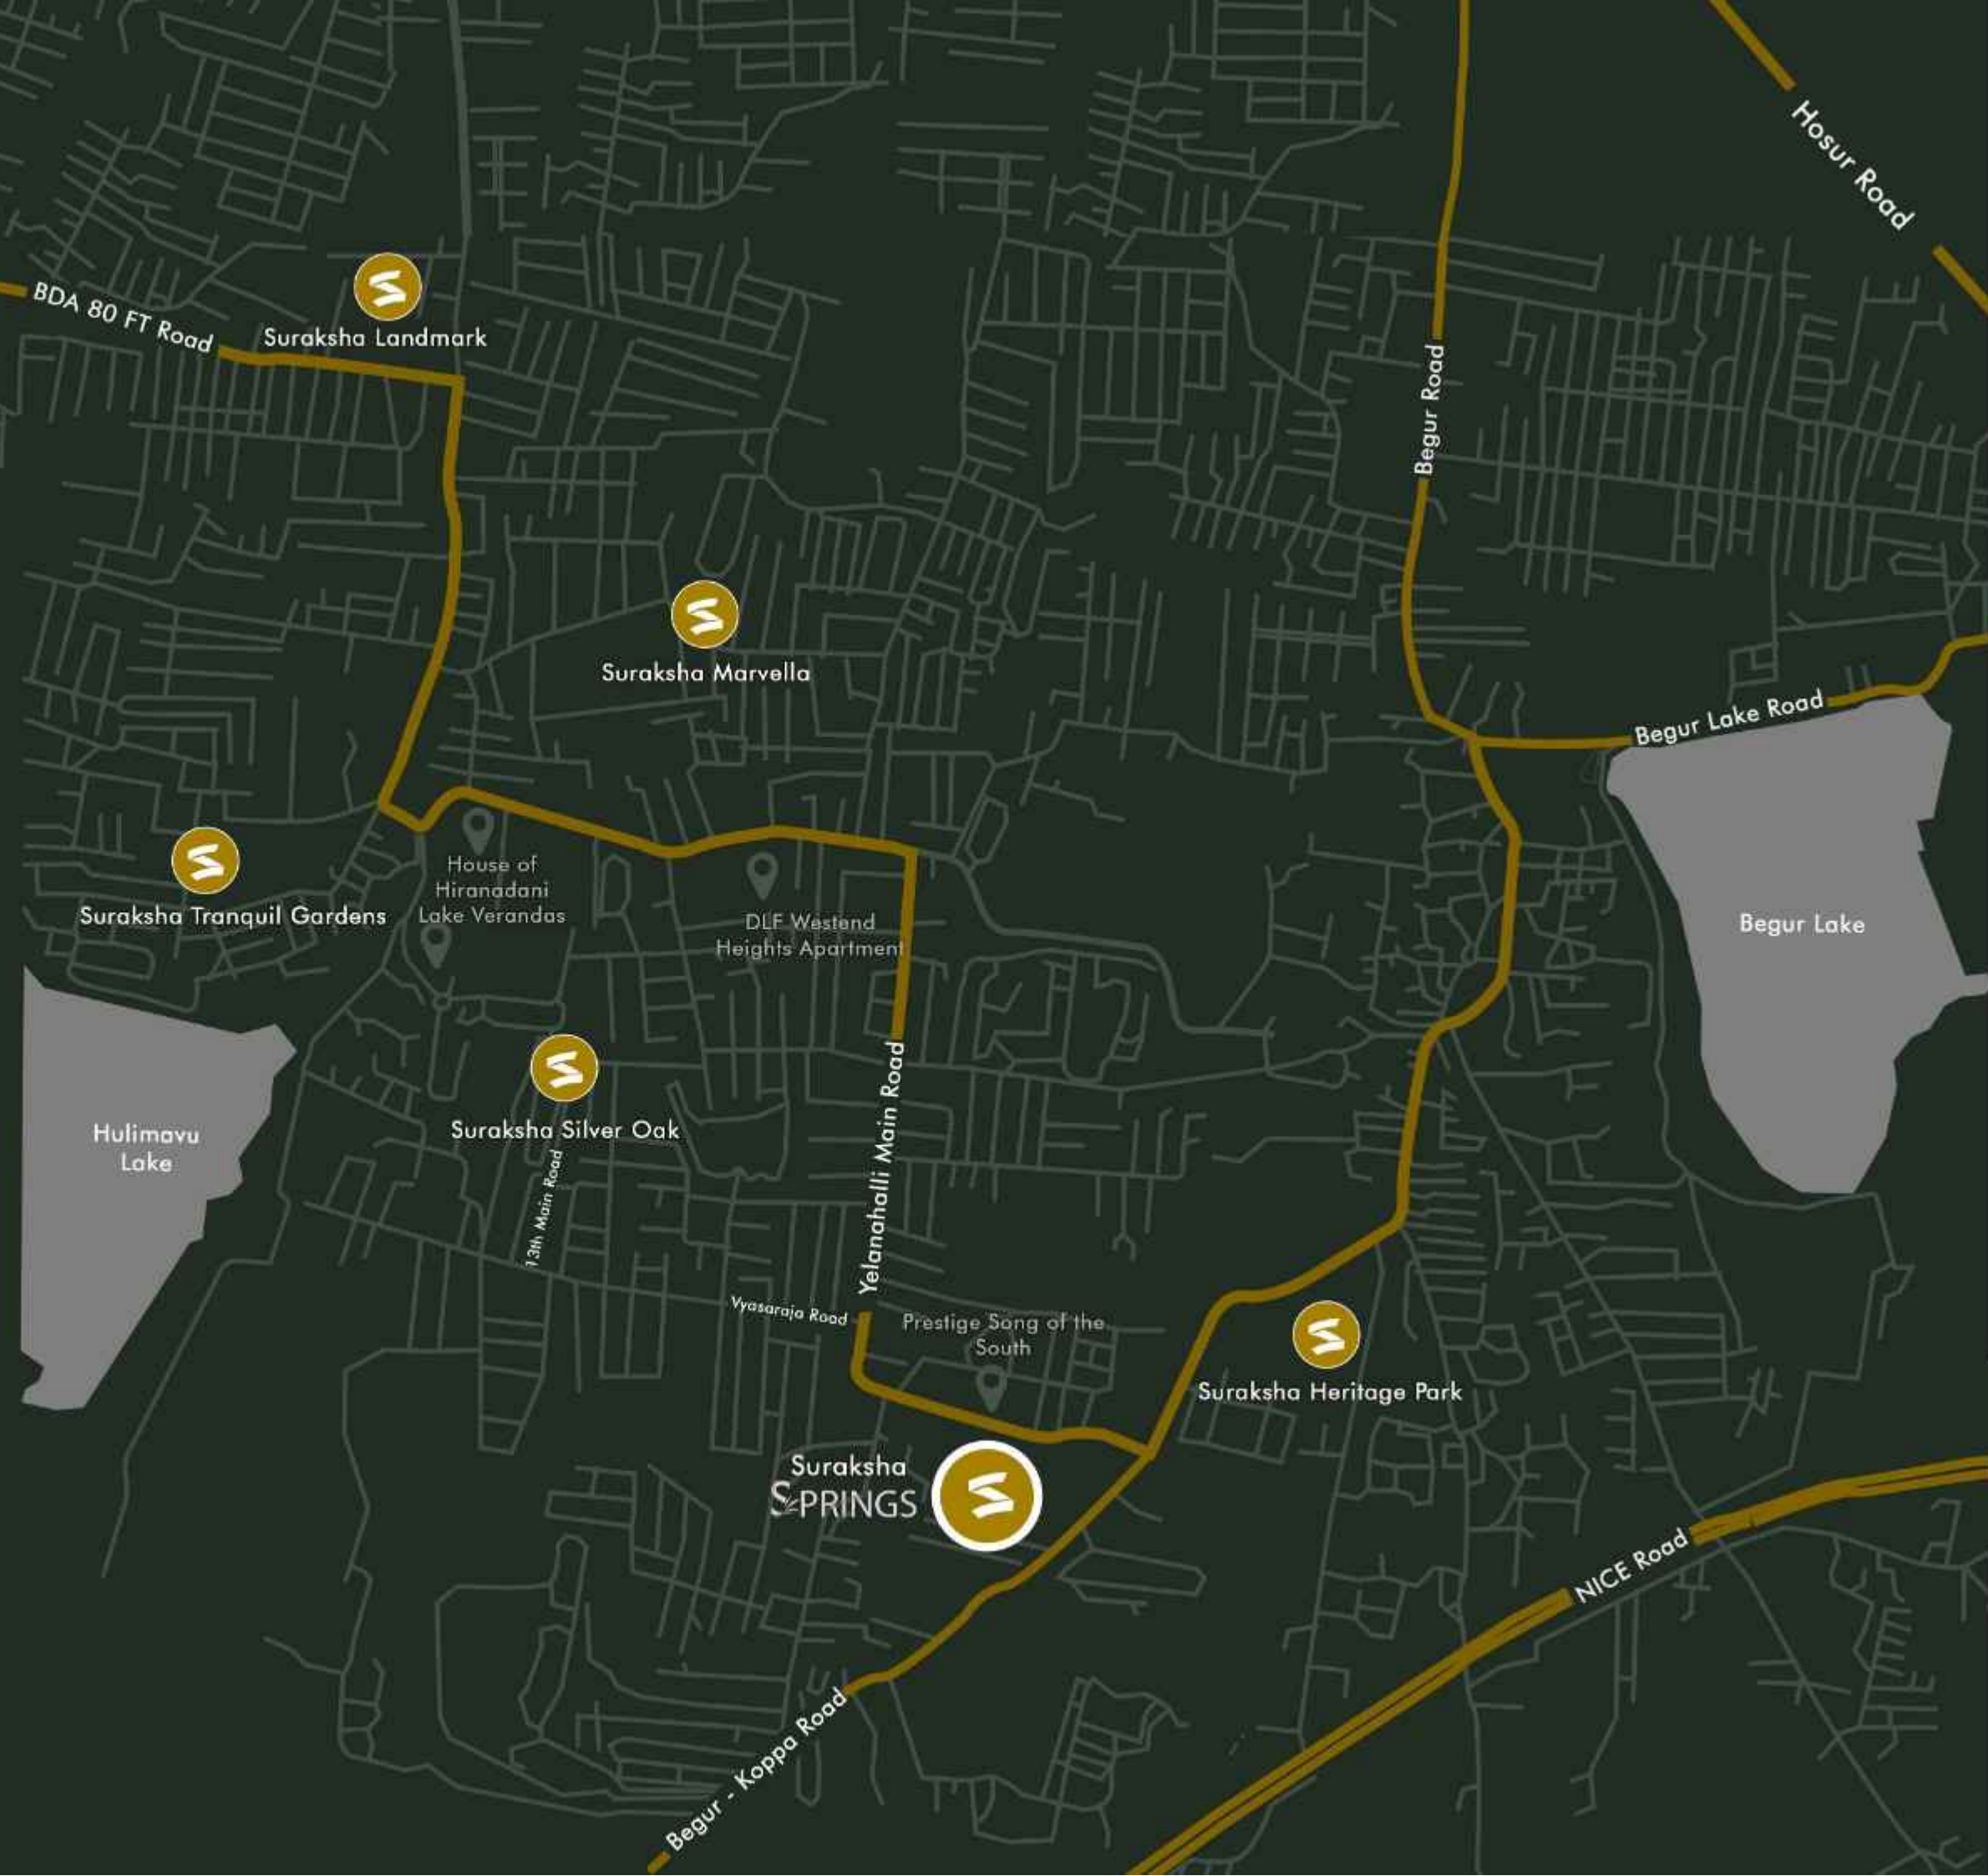 Hosur Road
BDA 80 FT Road
Suraksha Landmark
Begur Road
Suraksha Marvella
Begur Lake Road
House of
Hiranadani
Lake Verandas
Suraksha Tranquil Gardens
DLF Westend
Heights Apartment
Begur Lake
Yelanahalli Main Road
Hulimavu
Lake
Suraksha Silver Oak
13th Main Road
Vyasaraja Road
Prestige Song of the
South
Suraksha Heritage Park
Suraksha
SPRINGS
NICE Road
Begur - Koppa Road